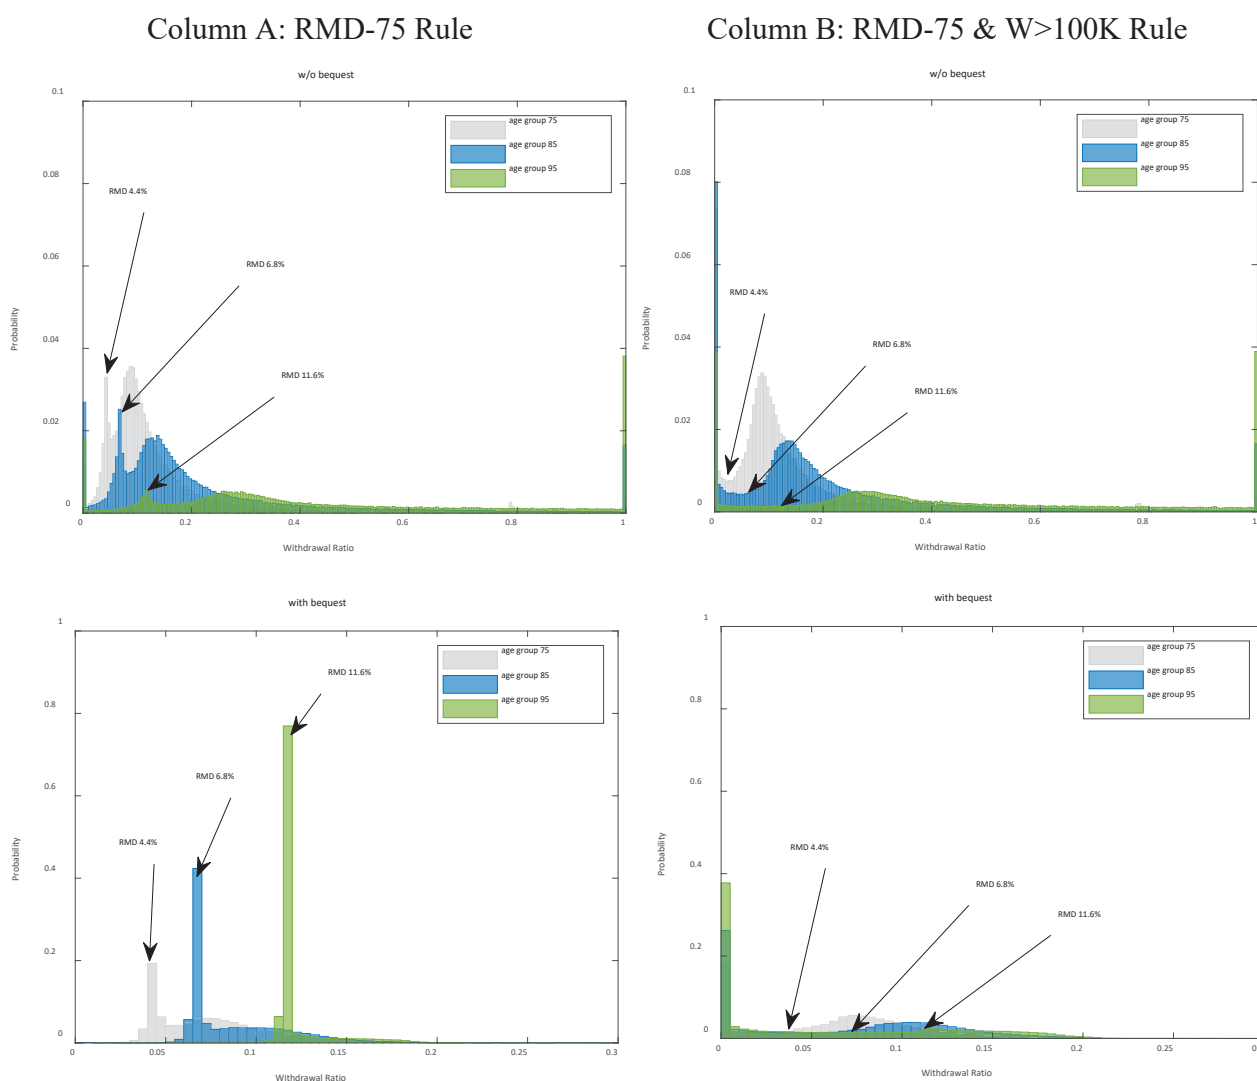 Column A: RMD-75 Rule
Column B: RMD-75 & W>100K Rule
w/o bequest
0.1
0.08
0.06
0.04
0.02
0
Probability
age group 75
age group 85
age group 95
RMD 4.4%
RMD 6.8%
RMD 11.6%
0 0.2 0.4 0.6 0.8 1
Withdrawal Ratio
w/o bequest
0.1
0.08
0.06
0.04
0.02
0
Probability
age group 75
age group 85
age group 95
RMD 4.4%
RMD 6.8%
RMD 11.6%
0 0.2 0.4 0.6 0.8 1
Withdrawal Ratio
with bequest
1
0.8
0.6
0.4
0.2
0
Probability
age group 75
age group 85
age group 95
RMD 11.6%
RMD 6.8%
RMD 4.4%
0 0.05 0.1 0.15 0.2 0.25 0.3
Withdrawal Ratio
with bequest
1
0.8
0.6
0.4
0.2
0
Probability
age group 75
age group 85
age group 95
RMD 4.4%
RMD 6.8%
RMD 11.6%
0 0.05 0.1 0.15 0.2 0.25
Withdrawal Ratio